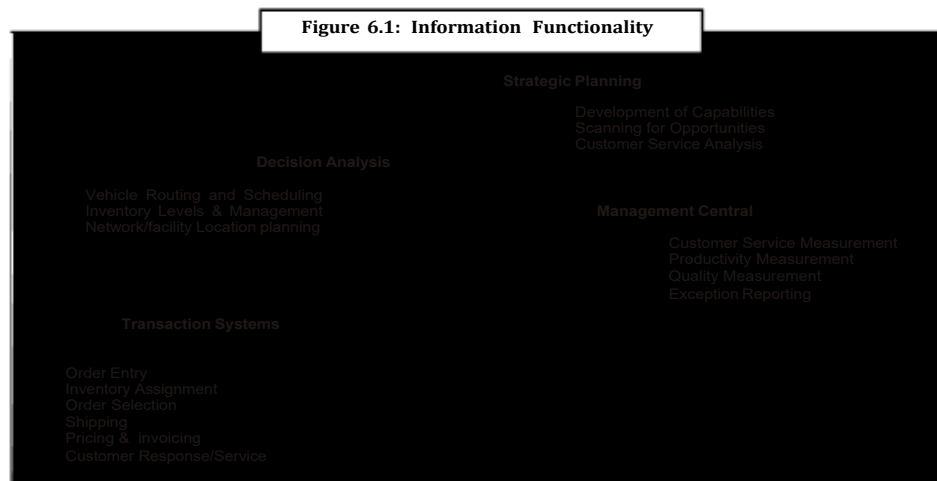 Figure 6.1: Information Functionality
Strategic Planning
Development of Capabilities
Scanning for Opportunities
Customer Service Analysis
Decision Analysis
Vehicle Routing and Scheduling
Inventory Levels & Management
Network/facility Location planning
Management Central
Customer Service Measurement
Productivity Measurement
Quality Measurement
Exception Reporting
Transaction Systems
Order Entry
Inventory Assignment
Order Selection
Shipping
Pricing & invoicing
Customer Response/Service